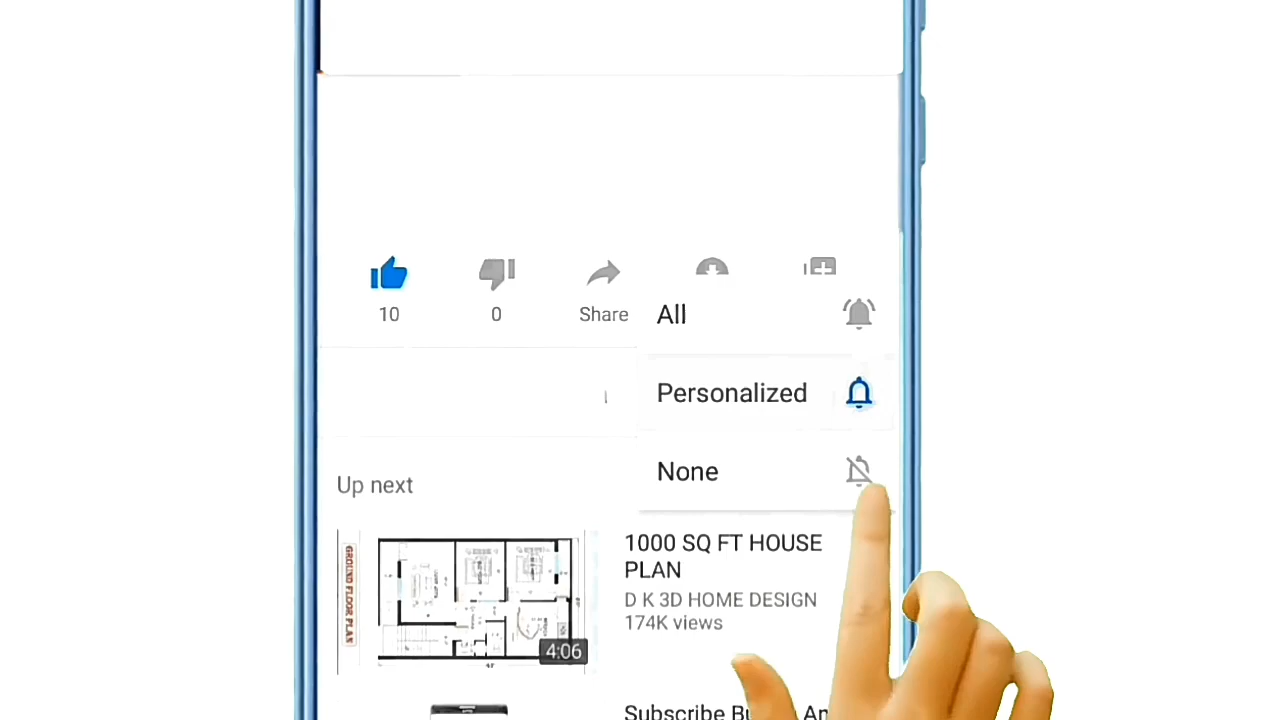 10
0
Share
All
Personalized
None
Up next
GROUND FLOOR PLAN
4:06
1000 SQ FT HOUSE
PLAN
D K 3D HOME DESIGN
174K views
Subscribe